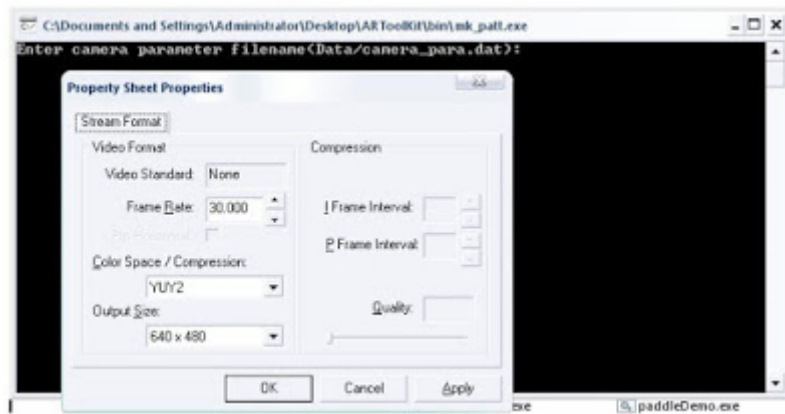 C:\Documents and Settings\Administrator\Desktop\ARToolKit\bin\mk_patt.exe
Enter camera parameter filename(Data/camera_para.dat):
Property Sheet Properties
Stream Format
Video Format
Video Standard: None
Frame Rate: 30.000
Color Space / Compression:
YUY2
Output Size:
640 x 480
Compression
I Frame Interval:
P Frame Interval:
Quality:
OK Cancel Apply
exe paddleDemo.exe